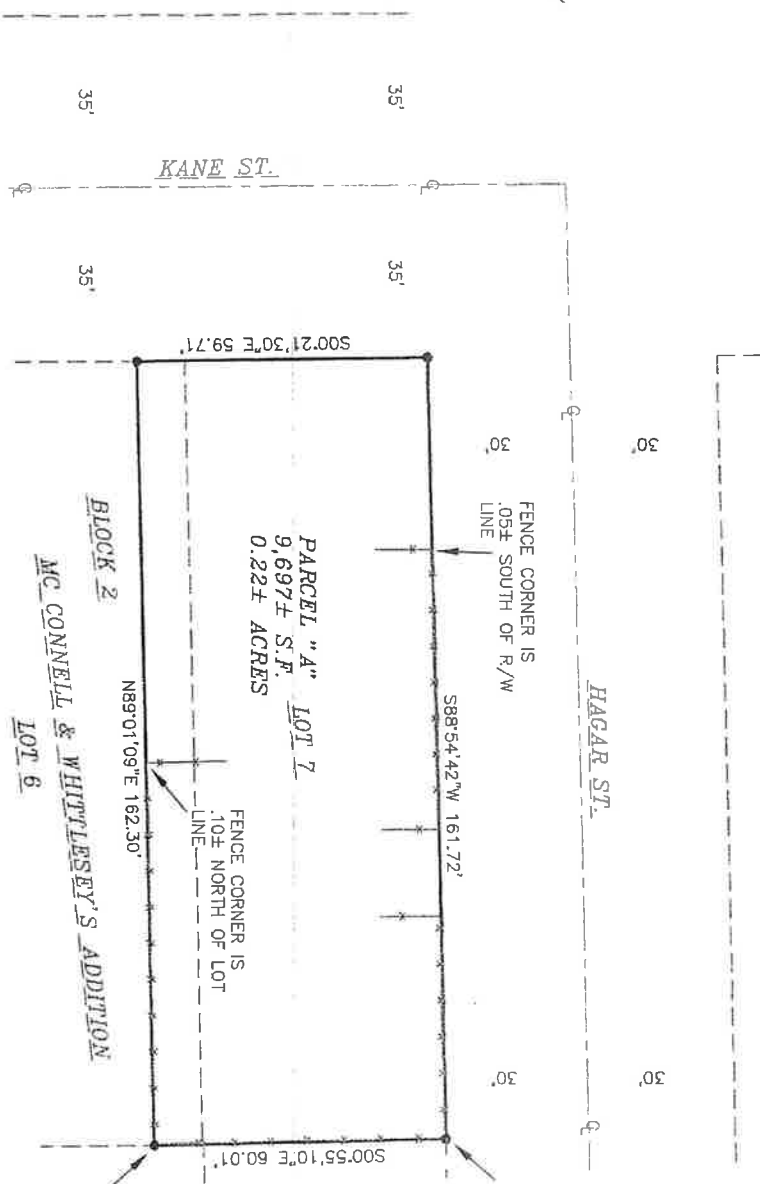 35'
35'
KANE ST.
35'
35'
S00°21'30"E 59.71'
30'
30'
HAGAR ST.
FENCE CORNER IS
.05± SOUTH OF R/W
LINE
S88°54'42"W 161.72'
PARCEL "A" LOT 7
9,697± S.F.
0.22± ACRES
FENCE CORNER IS
.10± NORTH OF LOT
LINE
N89°01'09"E 162.30'
BLOCK 2
MC CONNELL & WHITTLESEY'S ADDITION
LOT 6
30'
30'
S00°55'10"E 60.01'